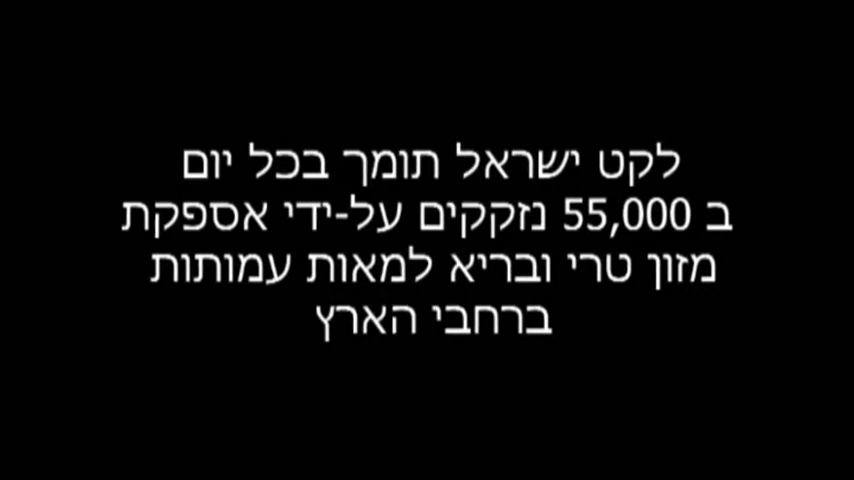 לקט ישראל תומך בכל יום
ב 55,000 נזקקים על-ידי אספקת
מזון טרי ובריא למאות עמותות
ברחבי הארץ